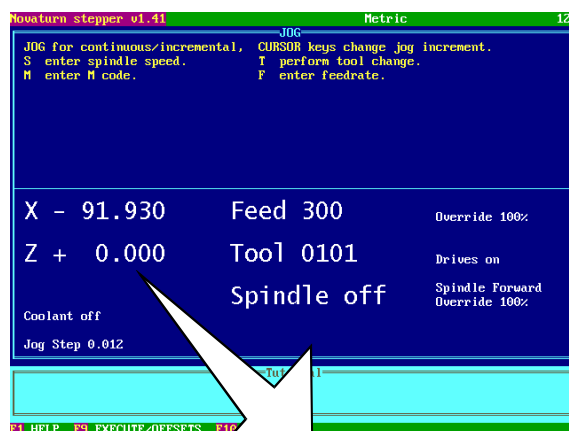 Novaturn stepper v1.41 Metric 12
JOG
JOG for continuous/incremental, CURSOR keys change jog increment.
S enter spindle speed. T perform tool change.
M enter M code. F enter feedrate.
X - 91.930 Feed 300 Override 100%
Z + 0.000 Tool 0101 Drives on
Spindle off Spindle Forward
Override 100%
Coolant off
Jog Step 0.012
F1 HELP F9 EXECUTE/OFFSETS F10